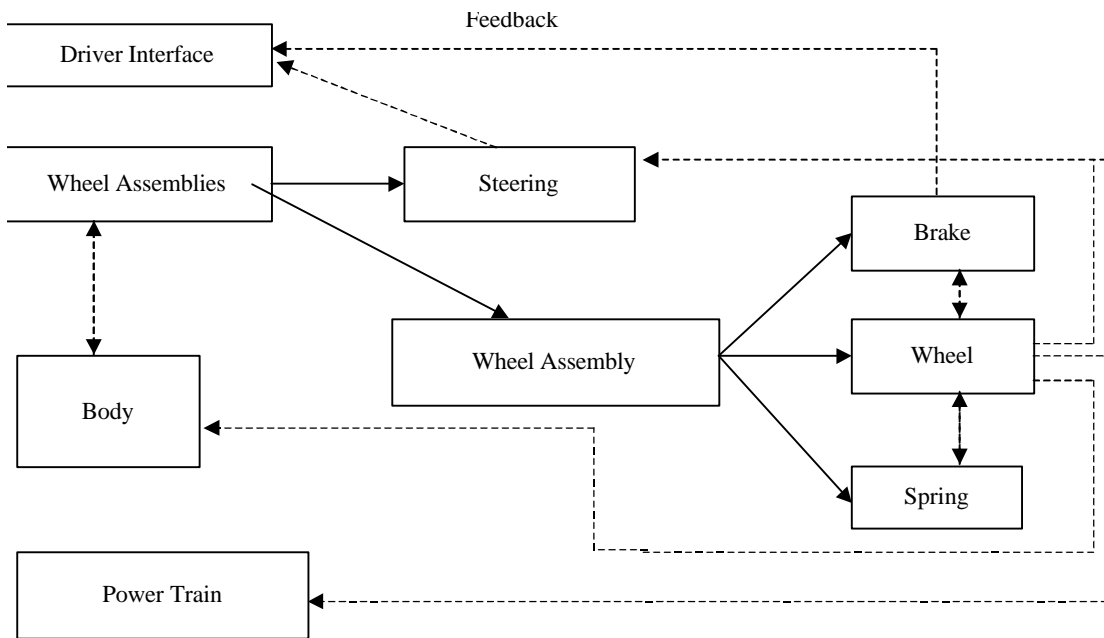 Feedback
Driver Interface
Wheel Assemblies
Steering
Brake
Wheel Assembly
Wheel
Body
Spring
Power Train